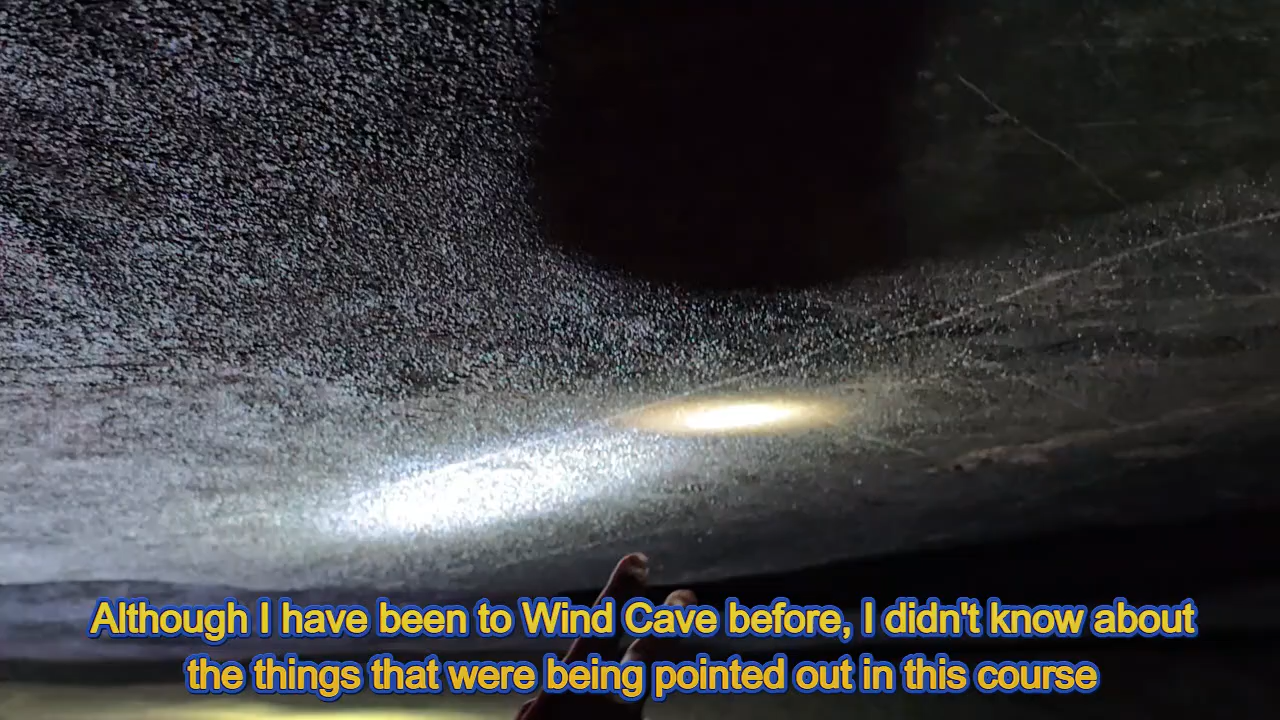 Although I have been to Wind Cave before, I didn't know about
the things that were being pointed out in this course